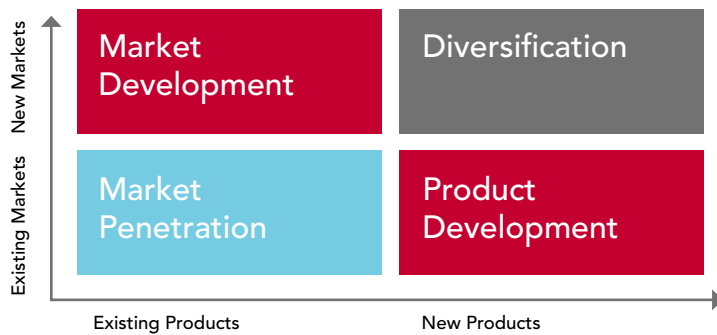 New Markets
Market
Development
Diversification
Existing Markets
Market
Penetration
Product
Development
Existing Products
New Products